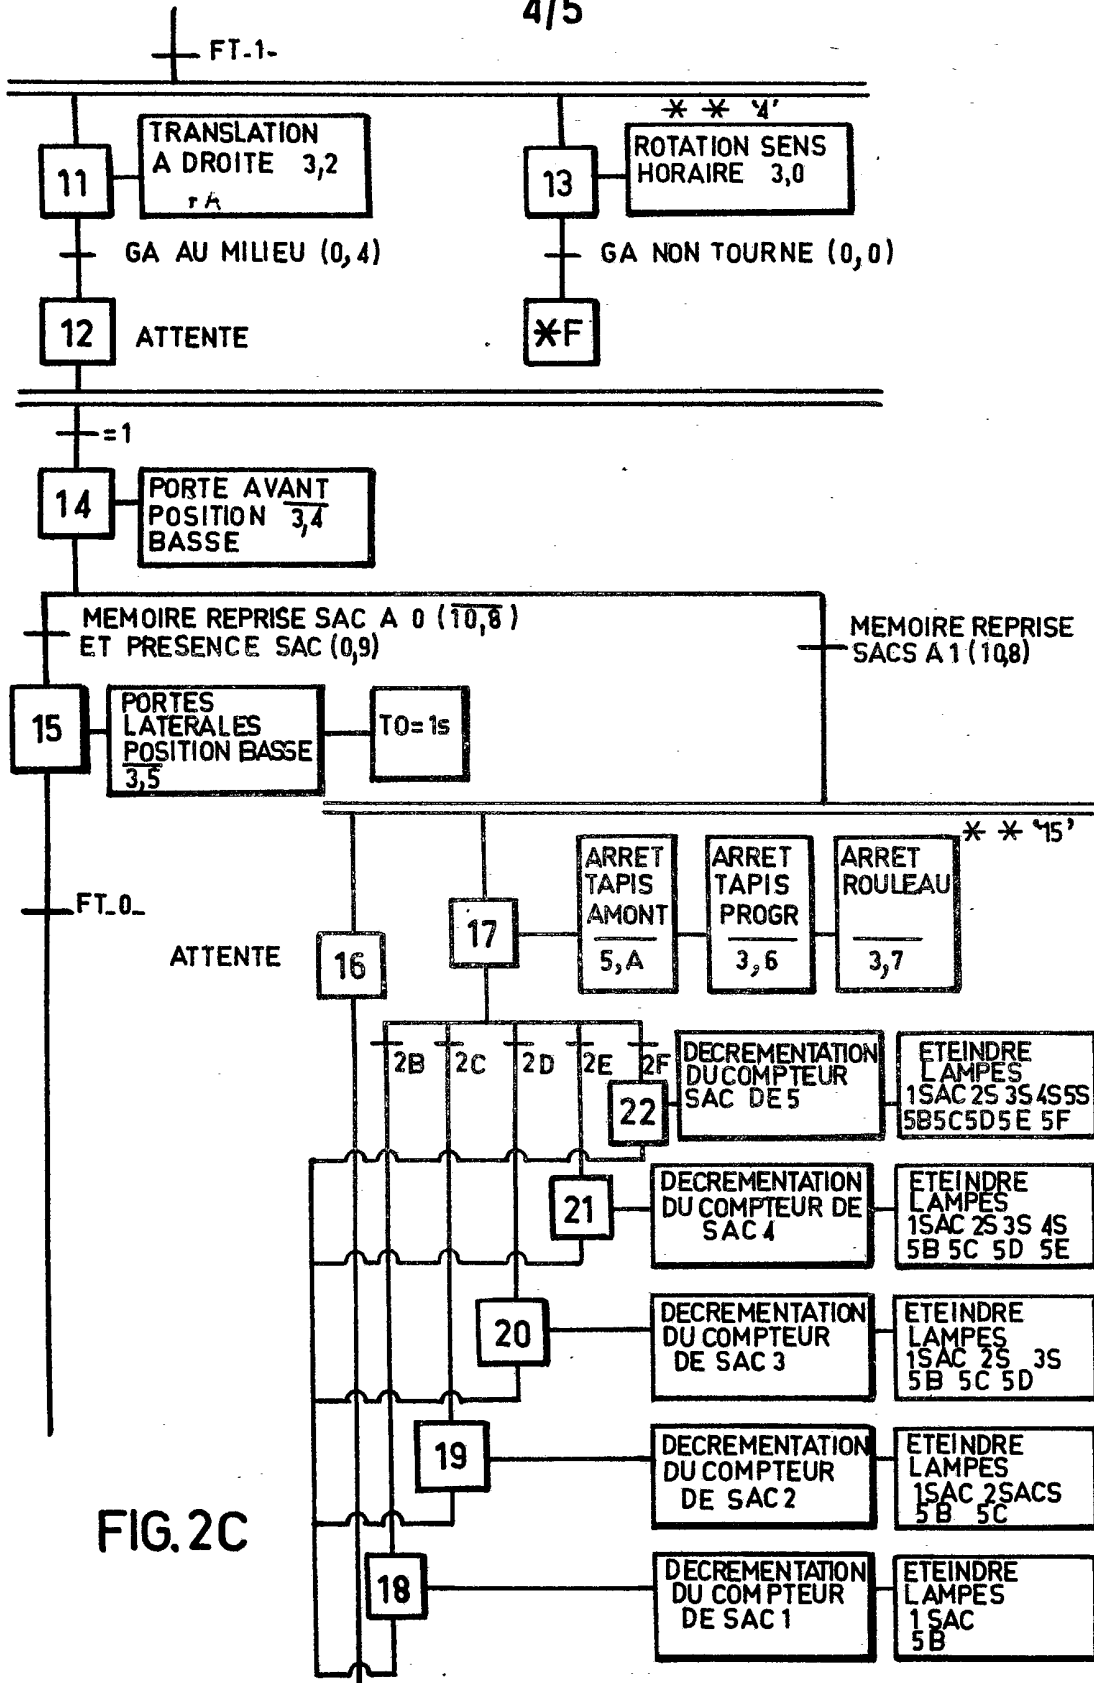 4/5
FT-1-
* * '4'
11
TRANSLATION
A DROITE 3,2
13
ROTATION SENS
HORAIRE 3,0
GA AU MILIEU (0,4)
GA NON TOURNE (0,0)
12
ATTENTE
*F
=1
14
PORTE AVANT
POSITION 3,4
BASSE
MEMOIRE REPRISE SAC A 0 (10,8)
ET PRESENCE SAC (0,9)
MEMOIRE REPRISE
SACS A 1 (10,8)
15
PORTES
LATERALES
POSITION BASSE
3,5
TO=1s
* * '15'
FT_0_
ATTENTE
16
17
ARRET
TAPIS
AMONT
5,A
ARRET
TAPIS
PROGR
3,6
ARRET
ROULEAU
3,7
2B
2C
2D
2E
2F
22
DECREMENTATION
DU COMPTEUR
SAC DE 5
ETEINDRE
LAMPES
1SAC 2S 3S 4S 5S
5B 5C 5D 5E 5F
21
DECREMENTATION
DU COMPTEUR DE
SAC 4
ETEINDRE
LAMPES
1SAC 2S 3S 4S
5B 5C 5D 5E
20
DECREMENTATION
DU COMPTEUR
DE SAC 3
ETEINDRE
LAMPES
1SAC 2S 3S
5B 5C 5D
19
DECREMENTATION
DU COMPTEUR
DE SAC 2
ETEINDRE
LAMPES
1SAC 2SACS
5B 5C
18
DECREMENTATION
DU COMPTEUR
DE SAC 1
ETEINDRE
LAMPES
1 SAC
5B
FIG. 2C